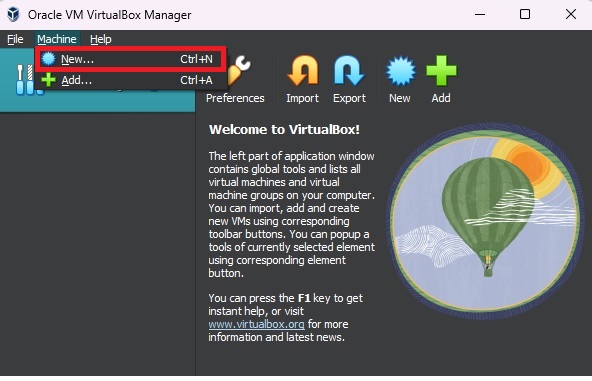 Oracle VM VirtualBox Manager
File Machine Help
New... Ctrl+N
Add... Ctrl+A
Preferences Import Export New Add
Welcome to VirtualBox!
The left part of application window
contains global tools and lists all
virtual machines and virtual
machine groups on your computer.
You can import, add and create
new VMs using corresponding
toolbar buttons. You can popup a
tools of currently selected element
using corresponding element
button.
You can press the F1 key to get
instant help, or visit
www.virtualbox.org for more
information and latest news.